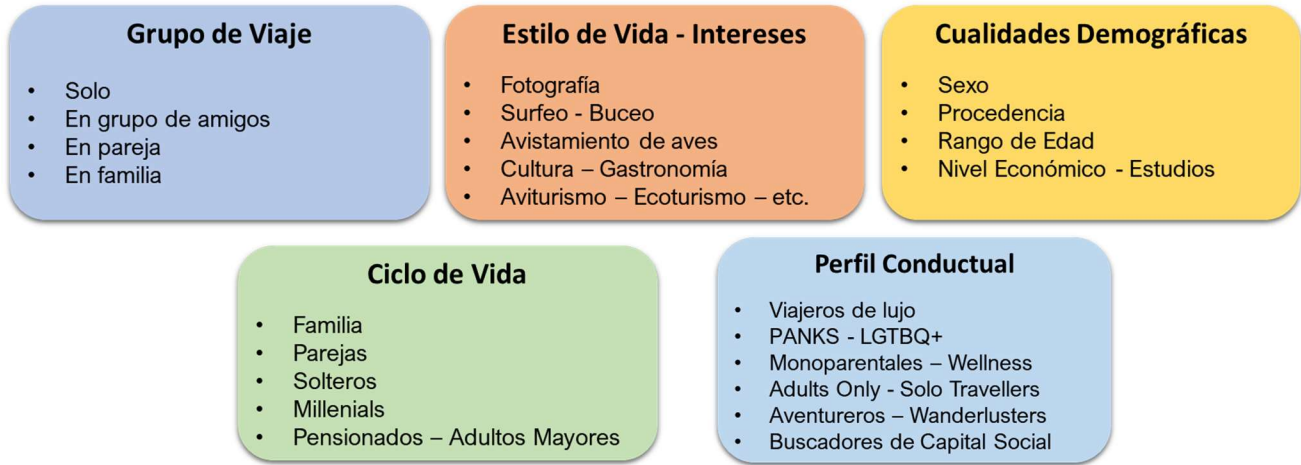 Grupo de Viaje
• Solo
• En grupo de amigos
• En pareja
• En familia
Estilo de Vida - Intereses
• Fotografía
• Surfeo - Buceo
• Avistamiento de aves
• Cultura – Gastronomía
• Aviturismo – Ecoturismo – etc.
Cualidades Demográficas
• Sexo
• Procedencia
• Rango de Edad
• Nivel Económico - Estudios
Ciclo de Vida
• Familia
• Parejas
• Solteros
• Millenials
• Pensionados – Adultos Mayores
Perfil Conductual
• Viajeros de lujo
• PANKS - LGTBQ+
• Monoparentales – Wellness
• Adults Only - Solo Travellers
• Aventureros – Wanderlusters
• Buscadores de Capital Social